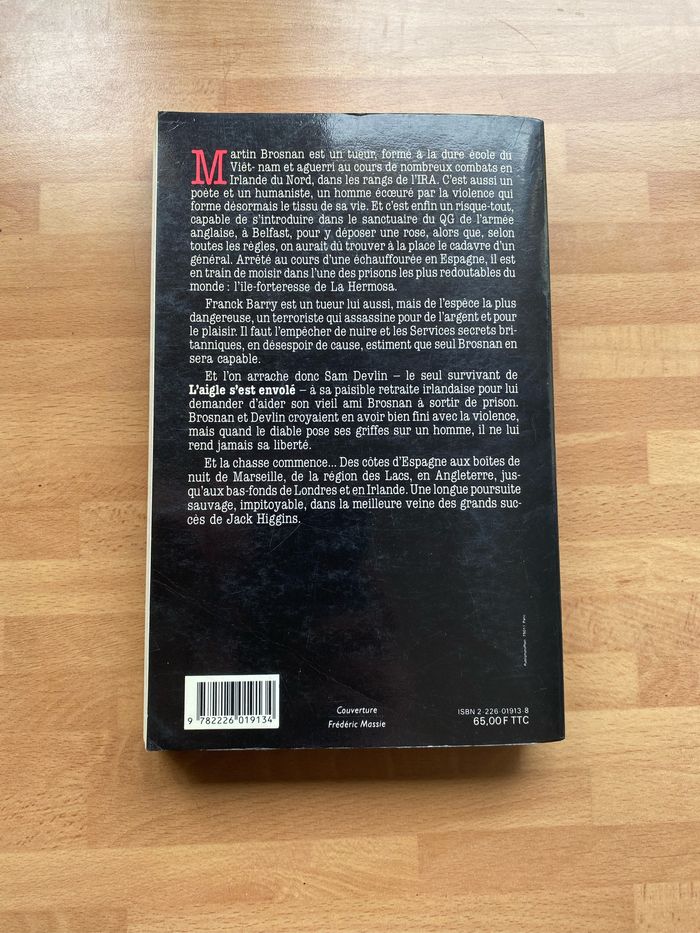 Martin Brosnan est un tueur, formé à la dure école du
Viêt-nam et aguerri au cours de nombreux combats en
Irlande du Nord, dans les rangs de l'IRA. C'est aussi un
poète et un humaniste, un homme écœuré par la violence qui
forme désormais le tissu de sa vie. Et c'est enfin un risque-tout,
capable de s'introduire dans le sanctuaire du QG de l'armée
anglaise, à Belfast, pour y déposer une rose, alors que, selon
toutes les règles, on aurait dû trouver à la place le cadavre d'un
général. Arrêté au cours d'une échauffourée en Espagne, il est
en train de moisir dans l'une des prisons les plus redoutables du
monde : l'île-forteresse de La Hermosa.
Franck Barry est un tueur lui aussi, mais de l'espèce la plus
dangereuse, un terroriste qui assassine pour de l'argent et pour
le plaisir. Il faut l'empêcher de nuire et les Services secrets bri-
tanniques, en désespoir de cause, estiment que seul Brosnan en
sera capable.
Et l'on arrache donc Sam Devlin – le seul survivant de
L'aigle s'est envolé – à sa paisible retraite irlandaise pour lui
demander d'aider son vieil ami Brosnan à sortir de prison.
Brosnan et Devlin croyaient en avoir bien fini avec la violence,
mais quand le diable pose ses griffes sur un homme, il ne lui
rend jamais sa liberté.
Et la chasse commence... Des côtes d'Espagne aux boîtes de
nuit de Marseille, de la région des Lacs, en Angleterre, jus-
qu'aux bas-fonds de Londres et en Irlande. Une longue poursuite
sauvage, impitoyable, dans la meilleure veine des grands suc-
cès de Jack Higgins.
9 782226 019134
Couverture
Frédéric Massie
ISBN 2-226-01913-8
65,00 F TTC